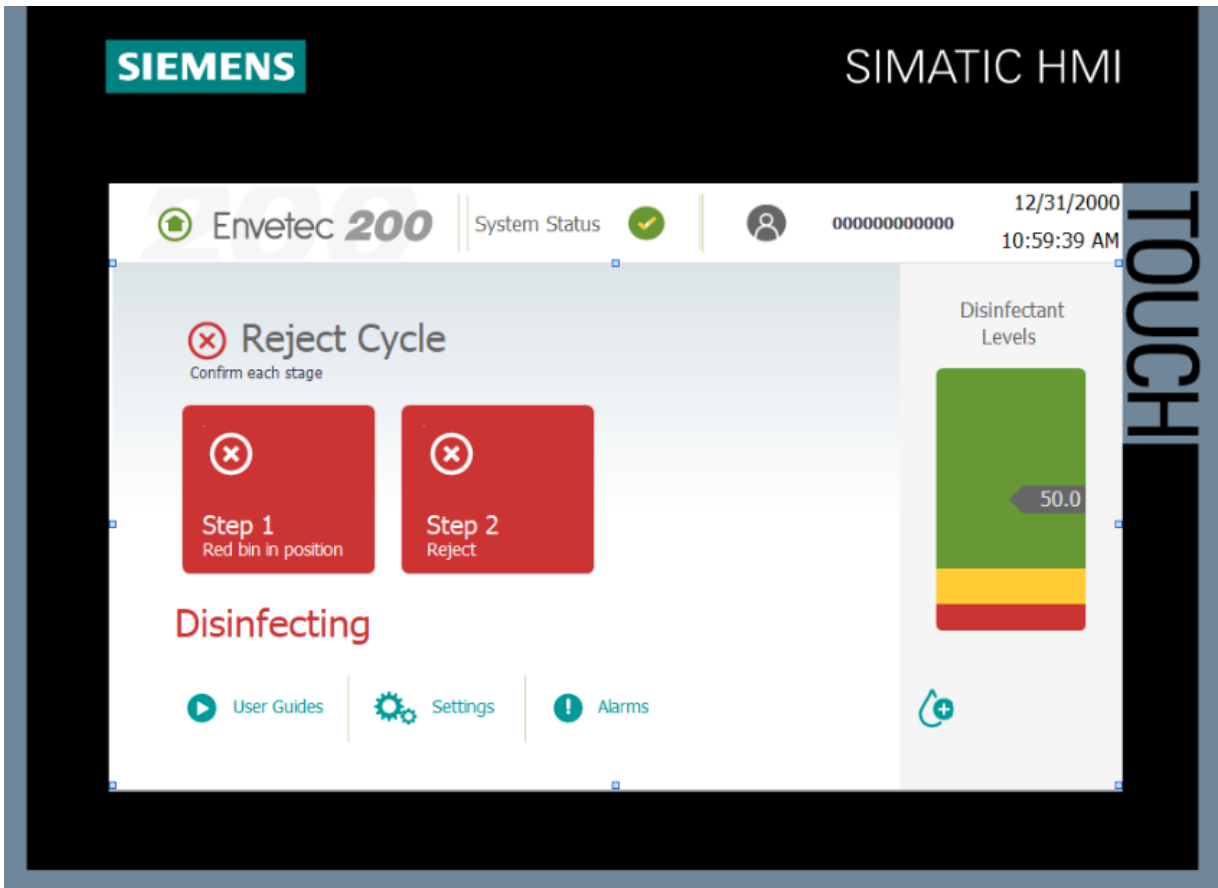 SIEMENS
SIMATIC HMI
TOUCH
Envetec 200
System Status
000000000000
12/31/2000
10:59:39 AM
Reject Cycle
Confirm each stage
Step 1
Red bin in position
Step 2
Reject
Disinfecting
User Guides
Settings
Alarms
Disinfectant
Levels
50.0